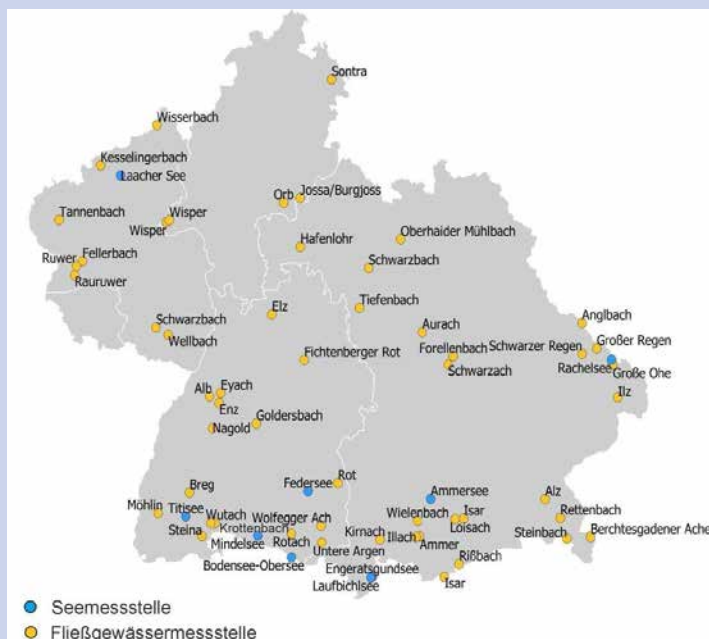 Sontra
Wisserbach
Kesselingerbach
Laacher See
Orb
Jossa/Burgjoss
Tannenbach
Wisper
Wisper
Hafenlohr
Oberhaider Mühlbach
Ruwer
Fellerbach
Rauruwer
Schwarzbach
Tiefenbach
Elz
Schwarzbach
Wellbach
Aurach
Anglbach
Fichtenberger Rot
Forellenbach
Schwarzer Regen
Großer Regen
Schwarzach
Rachelsee
Große Ohe
Ilz
Alb
Eyach
Enz
Goldersbach
Nagold
Breg
Federsee
Rot
Ammersee
Alz
Möhlin
Titisee
Wutach
Wolfegger Ach
Wielenbach
Isar
Rettenbach
Steina
Krottenbach
Rotach
Kirnach
Illach
Loisach
Steinbach
Berchtesgadener Ache
Mindelsee
Untere Argen
Ammer
Bodensee-Obersee
Engeratsgundsee
Rißbach
Laufbichlsee
Isar
Seemessstelle
Fließgewässermessstelle